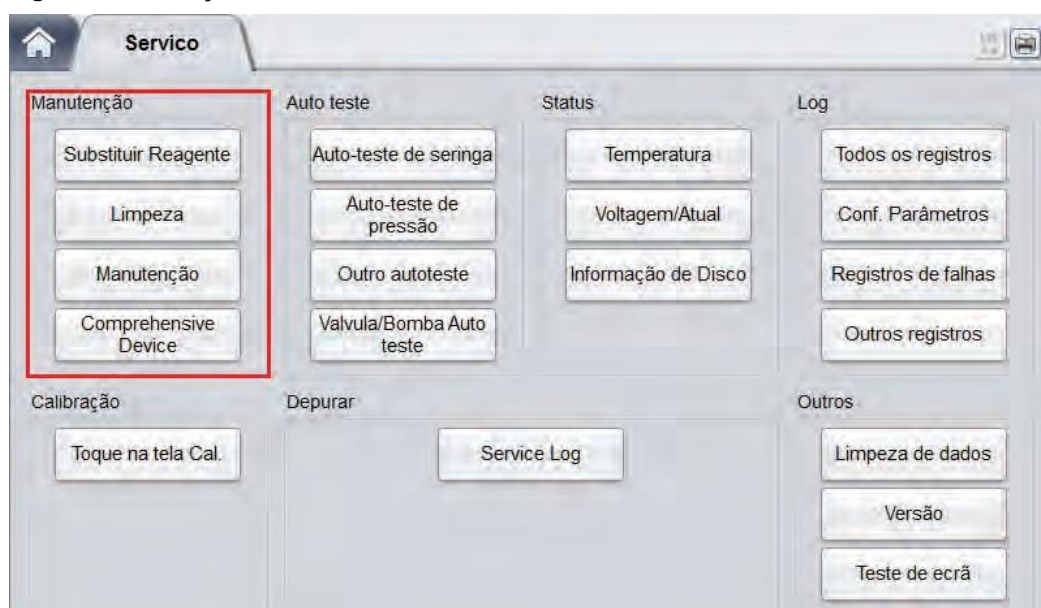 Servico
Manutenção
Substituir Reagente
Limpeza
Manutenção
Comprehensive
Device
Auto teste
Auto-teste de seringa
Auto-teste de
pressão
Outro autoteste
Valvula/Bomba Auto
teste
Status
Temperatura
Voltagem/Atual
Informação de Disco
Log
Todos os registros
Conf. Parâmetros
Registros de falhas
Outros registros
Calibração
Toque na tela Cal.
Depurar
Service Log
Outros
Limpeza de dados
Versão
Teste de ecrã